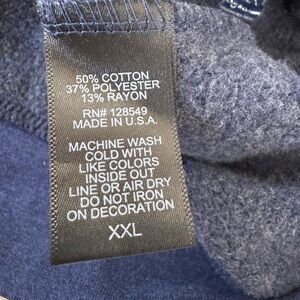 50% COTTON
37% POLYESTER
13% RAYON
RN# 128549
MADE IN U.S.A.
MACHINE WASH
COLD WITH
LIKE COLORS
INSIDE OUT
LINE OR AIR DRY
DO NOT IRON
ON DECORATION
XXL